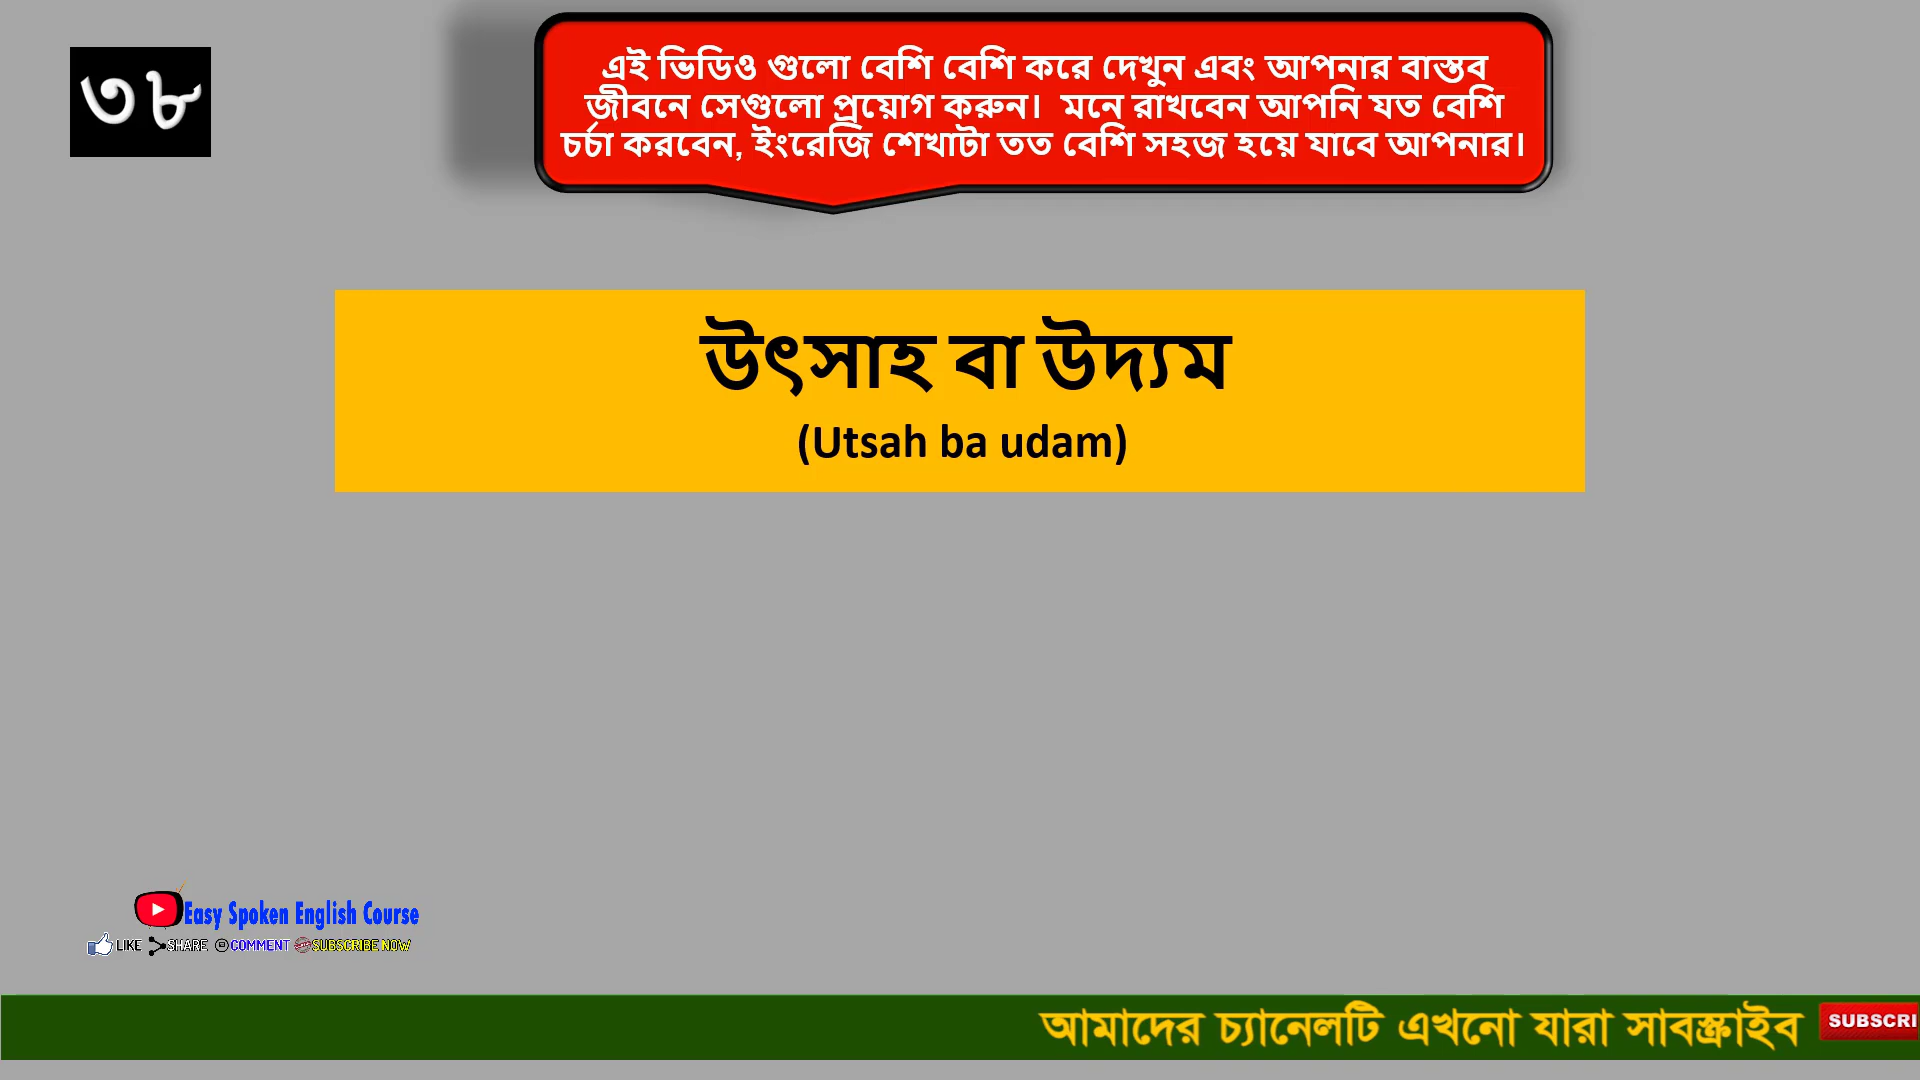 ৩৮
এই ভিডিও গুলো বেশি বেশি করে দেখুন এবং আপনার বাস্তব
জীবনে সেগুলো প্রয়োগ করুন। মনে রাখবেন আপনি যত বেশি
চর্চা করবেন, ইংরেজি শেখাটা তত বেশি সহজ হয়ে যাবে আপনার।
উৎসাহ বা উদ্যম
(Utsah ba udam)
Easy Spoken English Course
LIKE SHARE COMMENT SUBSCRIBE NOW
আমাদের চ্যানেলটি এখনো যারা সাবস্ক্রাইব SUBSCRI